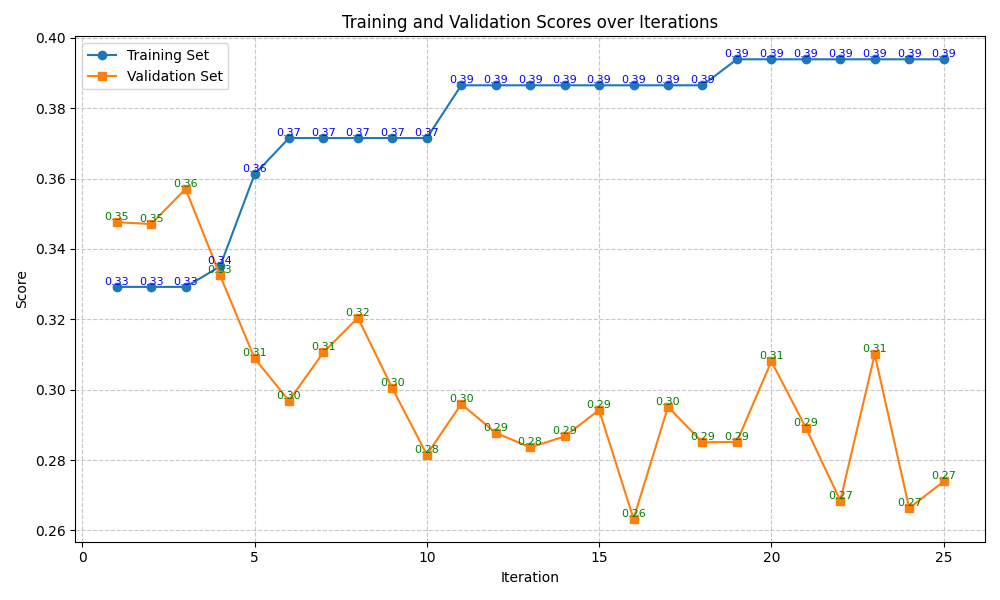 Training and Validation Scores over Iterations
Training Set
Validation Set
Score
0.40
0.38
0.36
0.34
0.32
0.30
0.28
0.26
0.33 0.33 0.33 0.34 0.36 0.37 0.37 0.37 0.37 0.37 0.39 0.39 0.39 0.39 0.39 0.39 0.39 0.39 0.39 0.39 0.39 0.39 0.39 0.39 0.39
0.35 0.35 0.36 0.33 0.31 0.30 0.31 0.32 0.30 0.28 0.30 0.29 0.28 0.29 0.29 0.26 0.30 0.29 0.29 0.31 0.29 0.27 0.31 0.27 0.27
0 5 10 15 20 25
Iteration